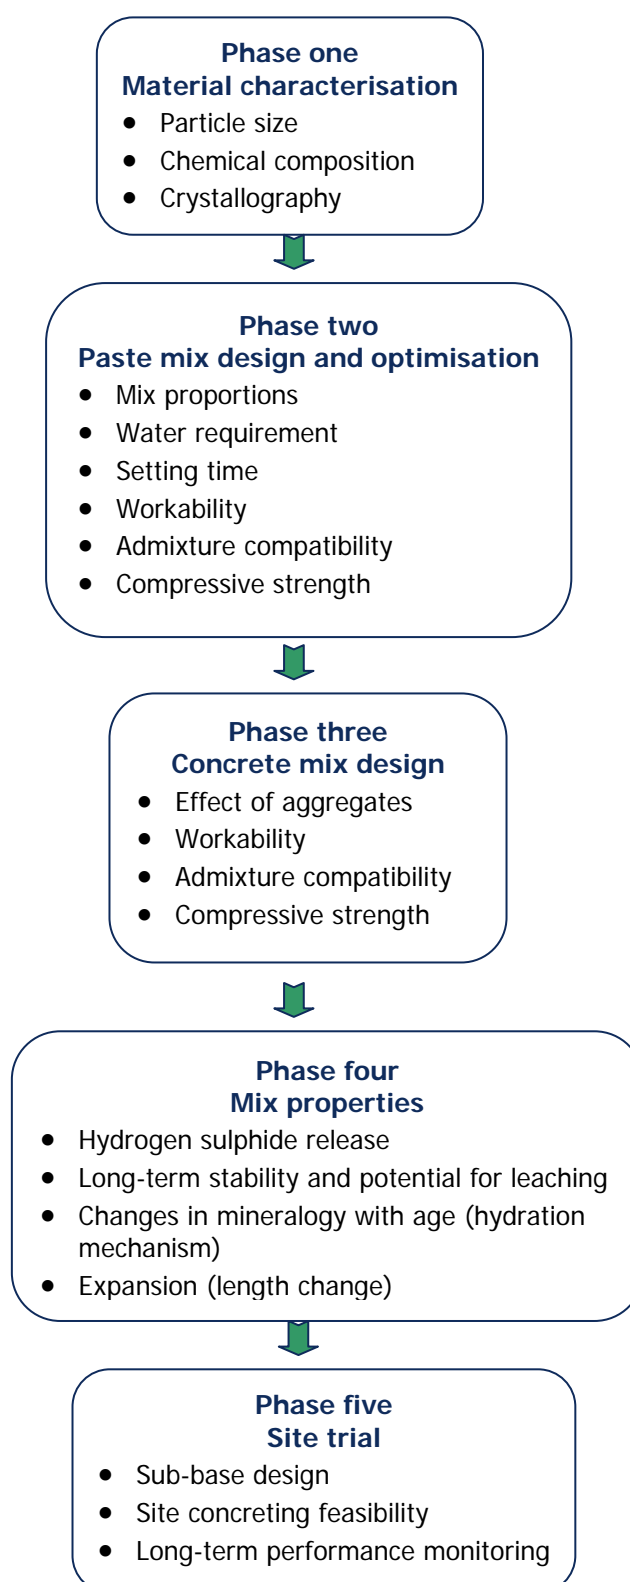 Phase one
Material characterisation
• Particle size
• Chemical composition
• Crystallography
Phase two
Paste mix design and optimisation
• Mix proportions
• Water requirement
• Setting time
• Workability
• Admixture compatibility
• Compressive strength
Phase three
Concrete mix design
• Effect of aggregates
• Workability
• Admixture compatibility
• Compressive strength
Phase four
Mix properties
• Hydrogen sulphide release
• Long-term stability and potential for leaching
• Changes in mineralogy with age (hydration
mechanism)
• Expansion (length change)
Phase five
Site trial
• Sub-base design
• Site concreting feasibility
• Long-term performance monitoring